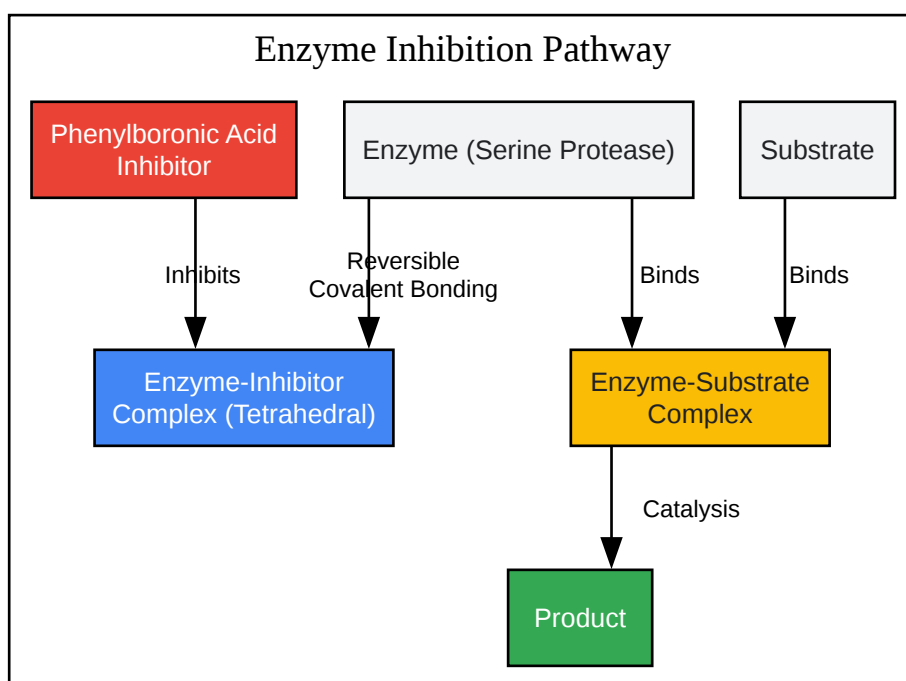 Enzyme Inhibition Pathway
Phenylboronic Acid
Inhibitor
Enzyme (Serine Protease)
Substrate
Inhibits
Reversible
Covalent Bonding
Binds
Binds
Enzyme-Inhibitor
Complex (Tetrahedral)
Enzyme-Substrate
Complex
Catalysis
Product